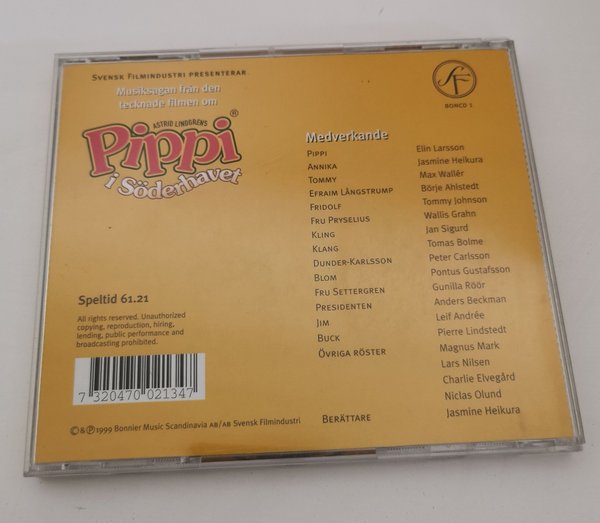 SVENSK FILMINDUSTRI PRESENTERAR
Musiksagan från den
tecknade filmen om
ASTRID LINDGRENS
Pippi ®
i Söderhavet
SF
BONCD 1
Medverkande
PIPPI Elin Larsson
ANNIKA Jasmine Heikura
TOMMY Max Wallér
EFRAIM LÅNGSTRUMP Börje Ahlstedt
FRIDOLF Tommy Johnson
FRU PRYSELIUS Wallis Grahn
KLING Jan Sigurd
KLANG Tomas Bolme
DUNDER-KARLSSON Peter Carlsson
BLOM Pontus Gustafsson
FRU SETTERGREN Gunilla Röör
PRESIDENTEN Anders Beckman
JIM Leif Andrée
BUCK Pierre Lindstedt
ÖVRIGA RÖSTER Magnus Mark
Lars Nilsen
Charlie Elvegård
Niclas Olund
BERÄTTARE Jasmine Heikura
Speltid 61.21
All rights reserved. Unauthorized
copying, reproduction, hiring,
lending, public performance and
broadcasting prohibited.
7 320470 021347
©&℗1999 Bonnier Music Scandinavia AB/AB Svensk Filmindustri